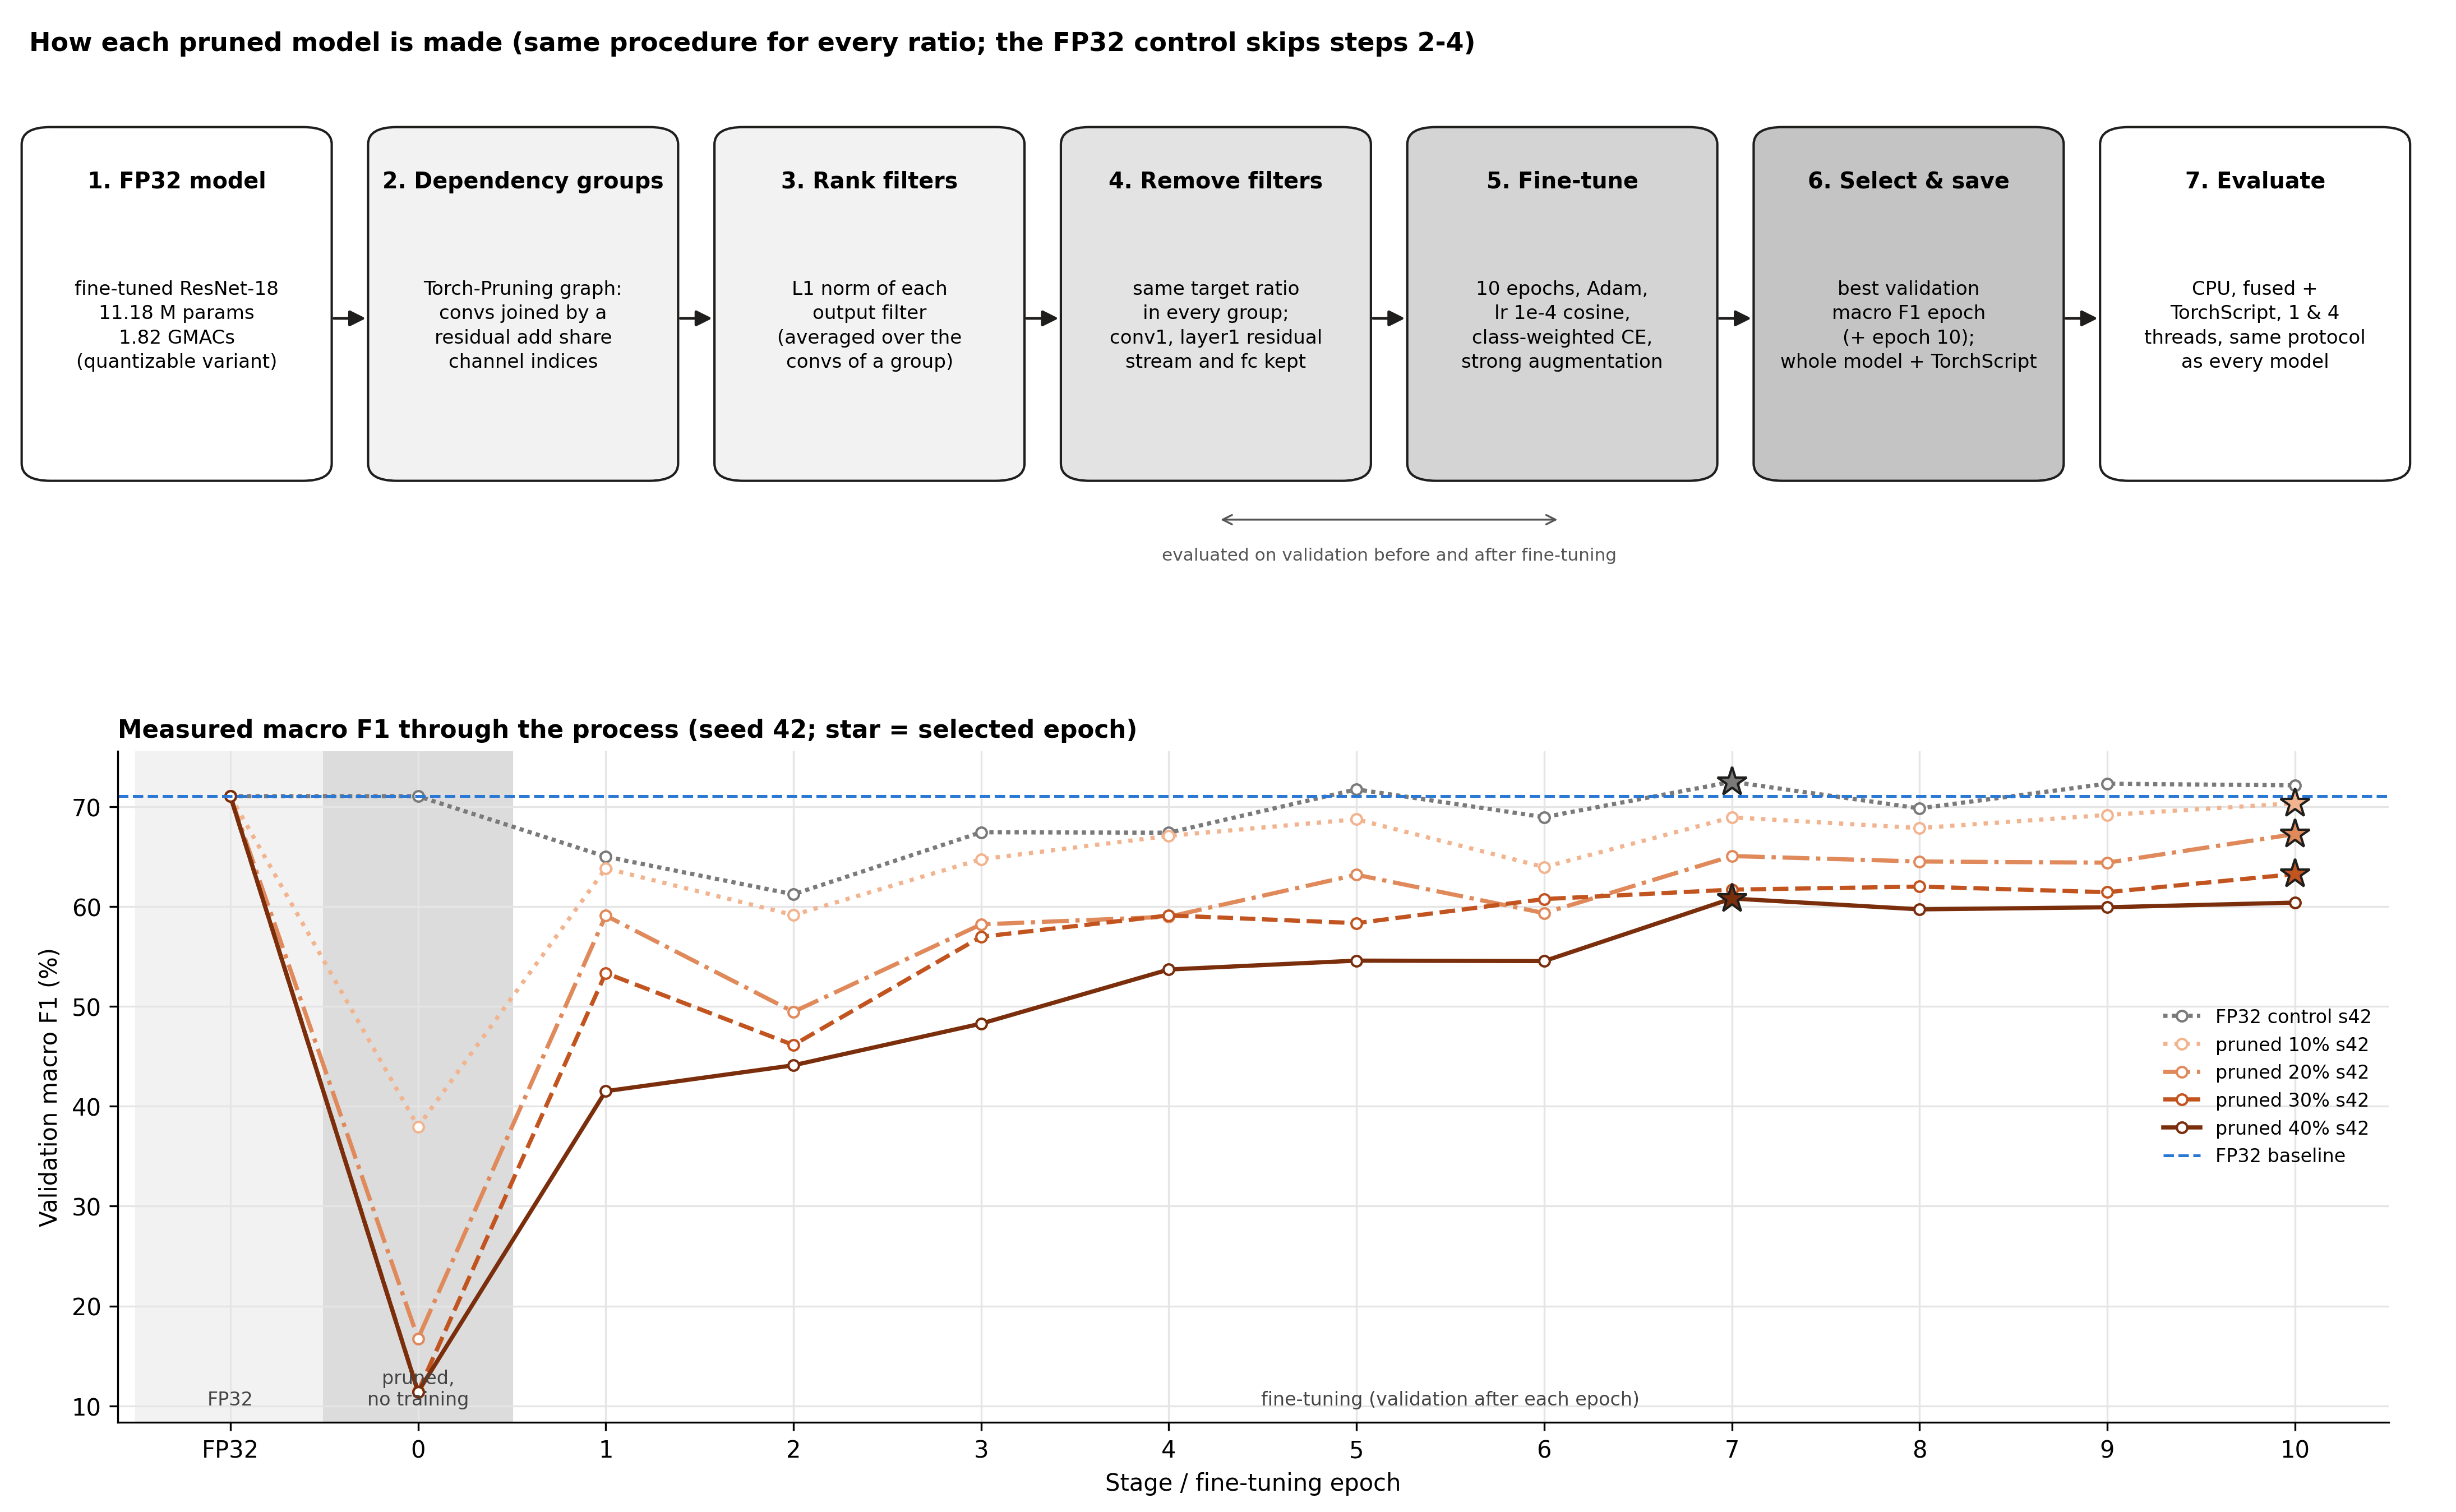 How each pruned model is made (same procedure for every ratio; the FP32 control skips steps 2-4)
1. FP32 model
fine-tuned ResNet-18
11.18 M params
1.82 GMACs
(quantizable variant)
2. Dependency groups
Torch-Pruning graph:
convs joined by a
residual add share
channel indices
3. Rank filters
L1 norm of each
output filter
(averaged over the
convs of a group)
4. Remove filters
same target ratio
in every group;
conv1, layer1 residual
stream and fc kept
5. Fine-tune
10 epochs, Adam,
lr 1e-4 cosine,
class-weighted CE,
strong augmentation
6. Select & save
best validation
macro F1 epoch
(+ epoch 10);
whole model + TorchScript
7. Evaluate
CPU, fused +
TorchScript, 1 & 4
threads, same protocol
as every model
evaluated on validation before and after fine-tuning
Measured macro F1 through the process (seed 42; star = selected epoch)
Validation macro F1 (%)
70
60
50
40
30
20
10
FP32 control s42
pruned 10% s42
pruned 20% s42
pruned 30% s42
pruned 40% s42
FP32 baseline
FP32
pruned,
no training
fine-tuning (validation after each epoch)
FP32 0 1 2 3 4 5 6 7 8 9 10
Stage / fine-tuning epoch